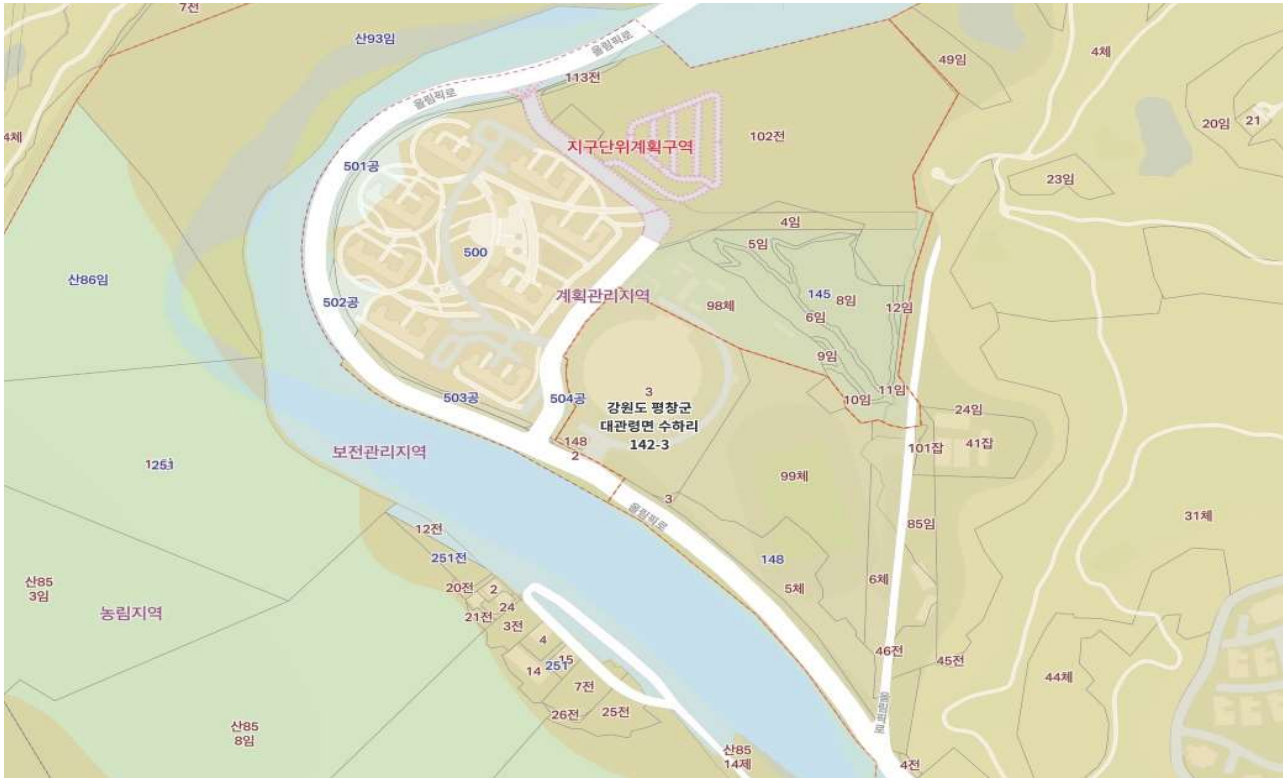 7전
산93임
올림픽로
113전
49임
4체
4체
올림픽로
20임
21
지구단위계획구역
102전
501공
23임
4임
5임
500
산86임
계획관리지역
145
8임
98체
6임
12임
502공
9임
11임
10임
3
503공
504공
강원도 평창군
대관령면 수하리
142-3
24임
148
2
101잡
41잡
보전관리지역
99체
3
올림픽로
31체
12전
85임
251전
148
산85
3임
농림지역
20전
2
5체
6체
24
21전
3전
4
46전
15
251
14
45전
7전
44체
26전
25전
올림픽로
산85
8임
산85
14제
4전